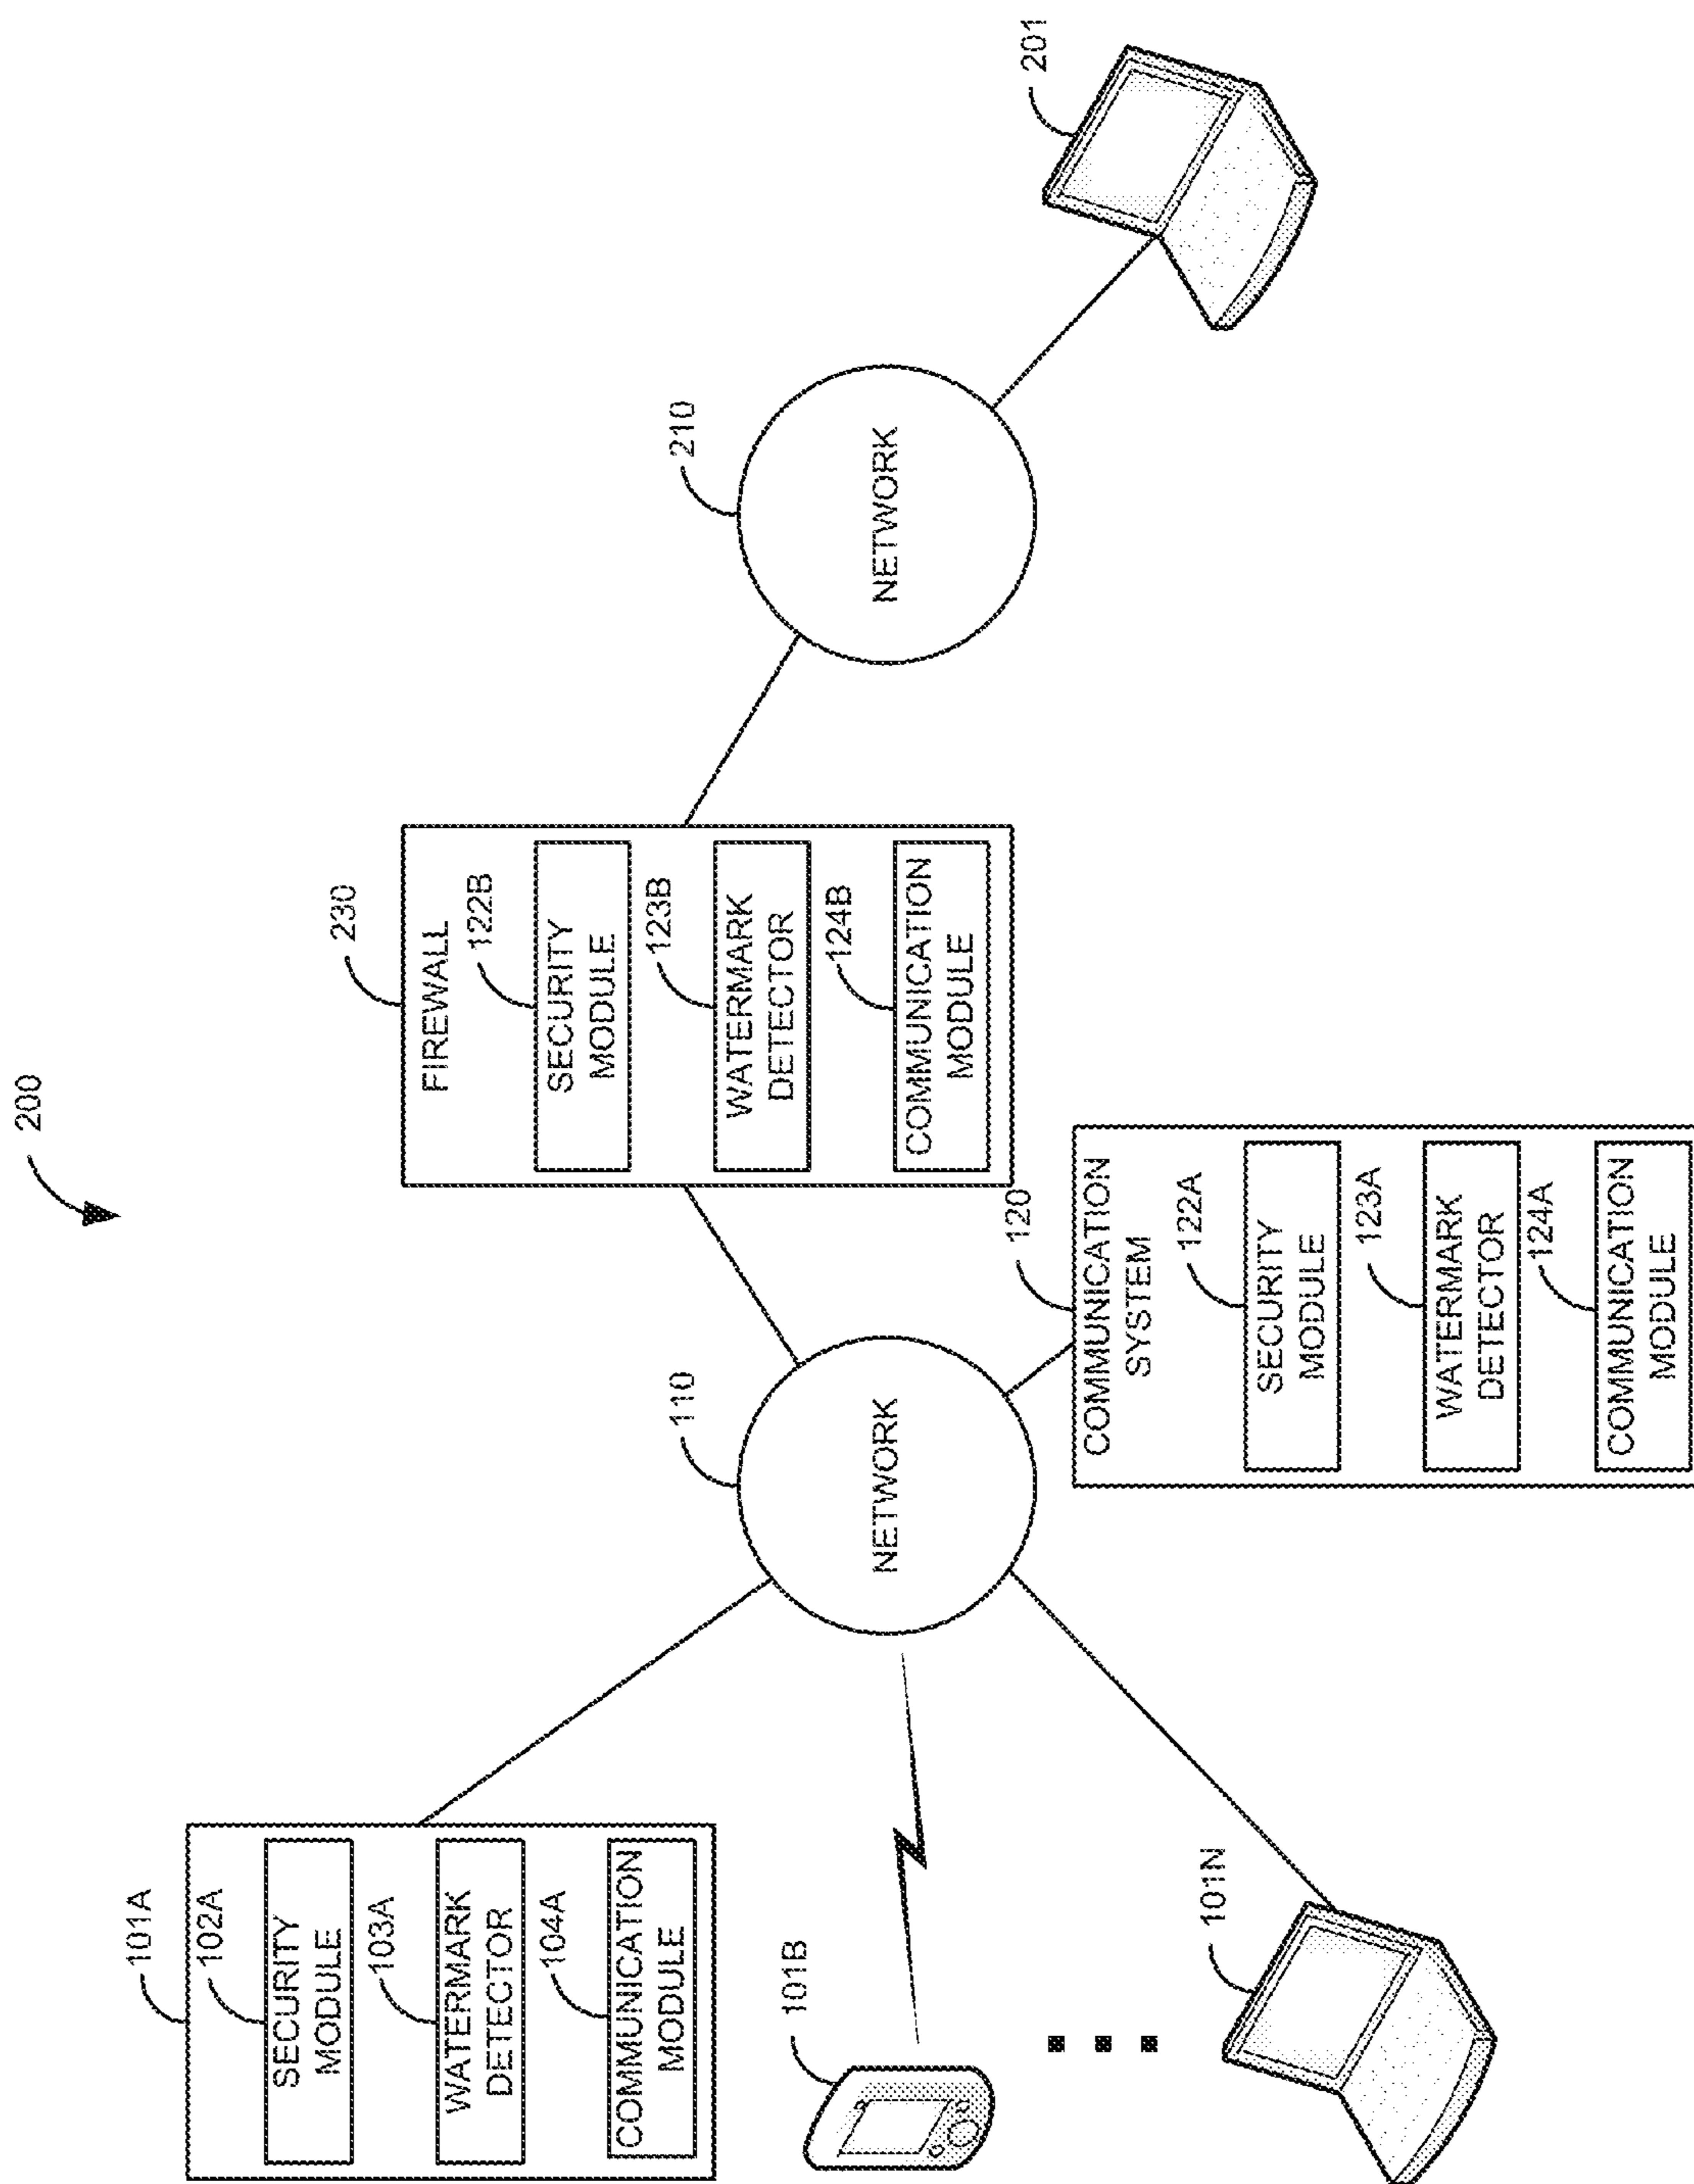 200
101A
102A
SECURITY
MODULE
103A
WATERMARK
DETECTOR
104A
COMMUNICATION
MODULE
101B
101N
110
NETWORK
120
COMMUNICATION
SYSTEM
122A
SECURITY
MODULE
123A
WATERMARK
DETECTOR
124A
COMMUNICATION
MODULE
230
FIREWALL
122B
SECURITY
MODULE
123B
WATERMARK
DETECTOR
124B
COMMUNICATION
MODULE
210
NETWORK
201